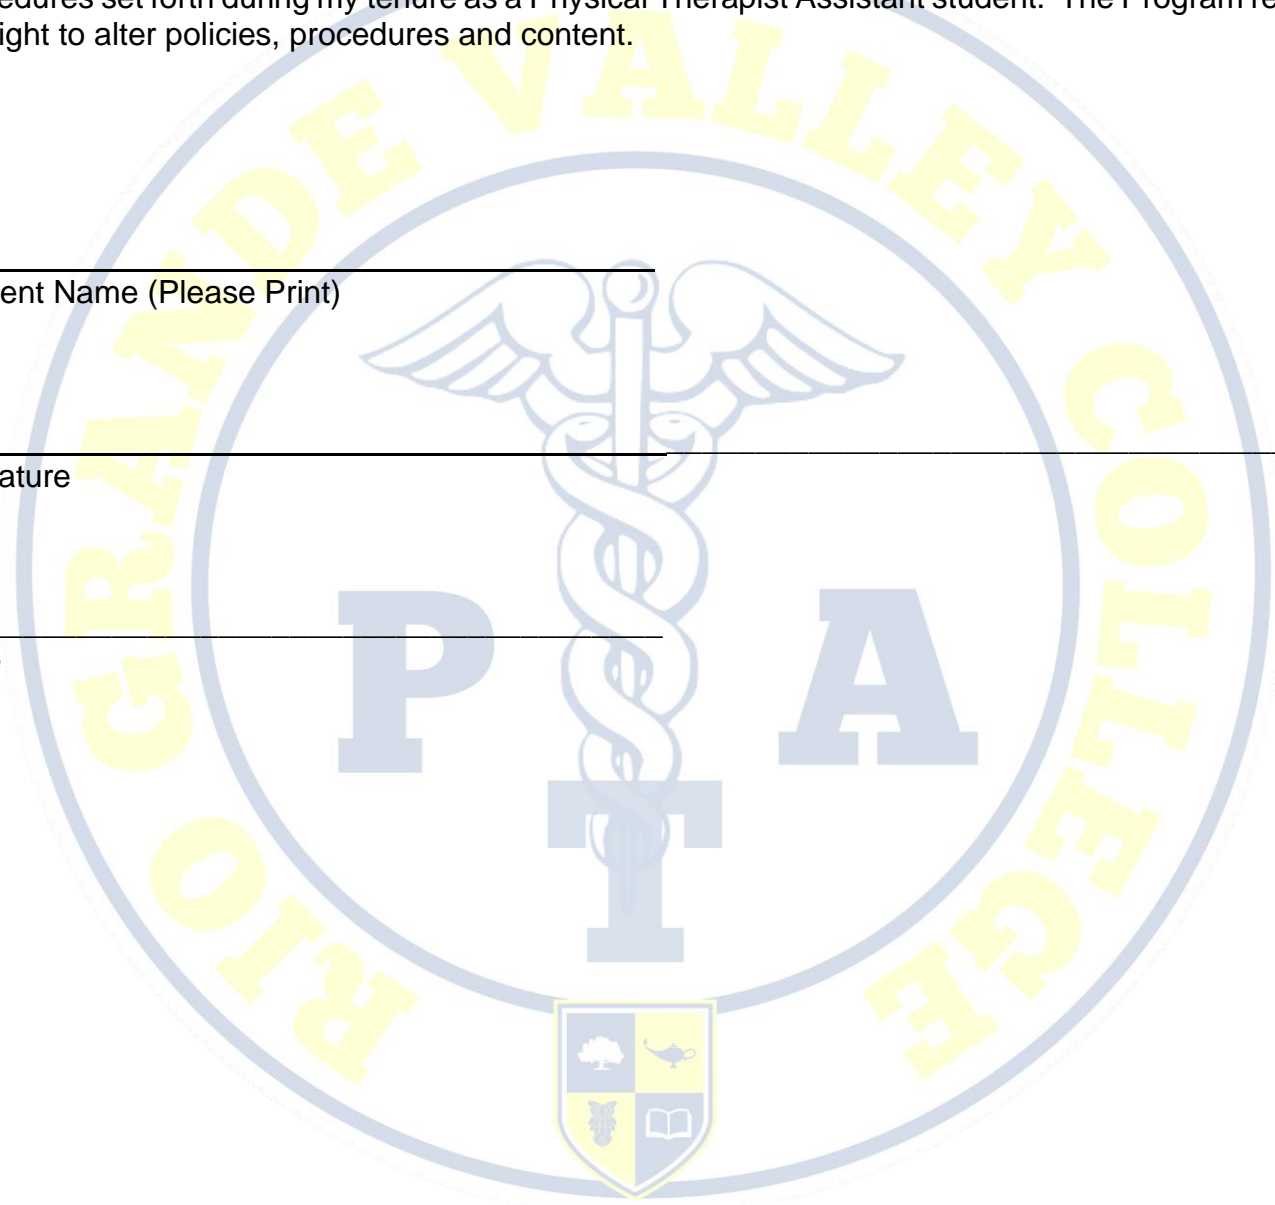 edures set forth during my tenure as a Physical Therapist Assistant student. The Program re
ight to alter policies, procedures and content.
ent Name (Please Print)
ature
RIO GRANDE VALLEY COLLEGE
P T A